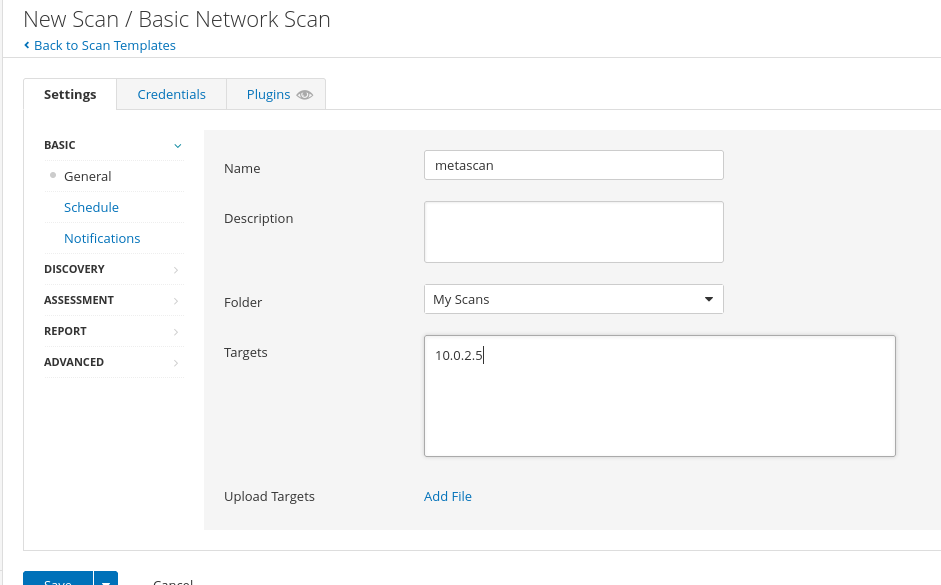 New Scan / Basic Network Scan
Back to Scan Templates
Settings
Credentials
Plugins
BASIC
General
Schedule
Notifications
DISCOVERY
ASSESSMENT
REPORT
ADVANCED
Name
metascan
Description
Folder
My Scans
Targets
10.0.2.5
Upload Targets
Add File
Save
Cancel